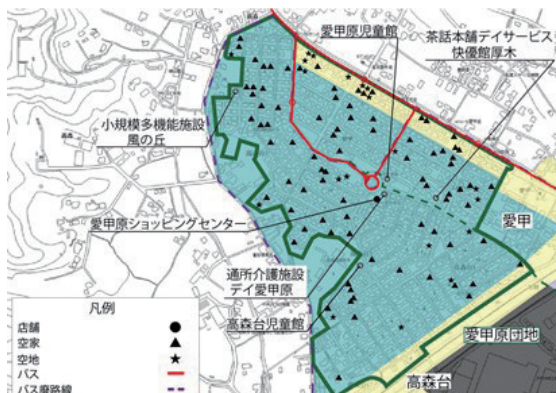 愛甲原児童館
茶話本舗デイサービス
快優館厚木
小規模多機能施設
風の丘
愛甲原ショッピングセンター
愛甲
通所介護施設
デイ愛甲原
高森台児童館
愛甲原団地
高森台
凡例
店舗
空家
空地
バス
バス廃路線